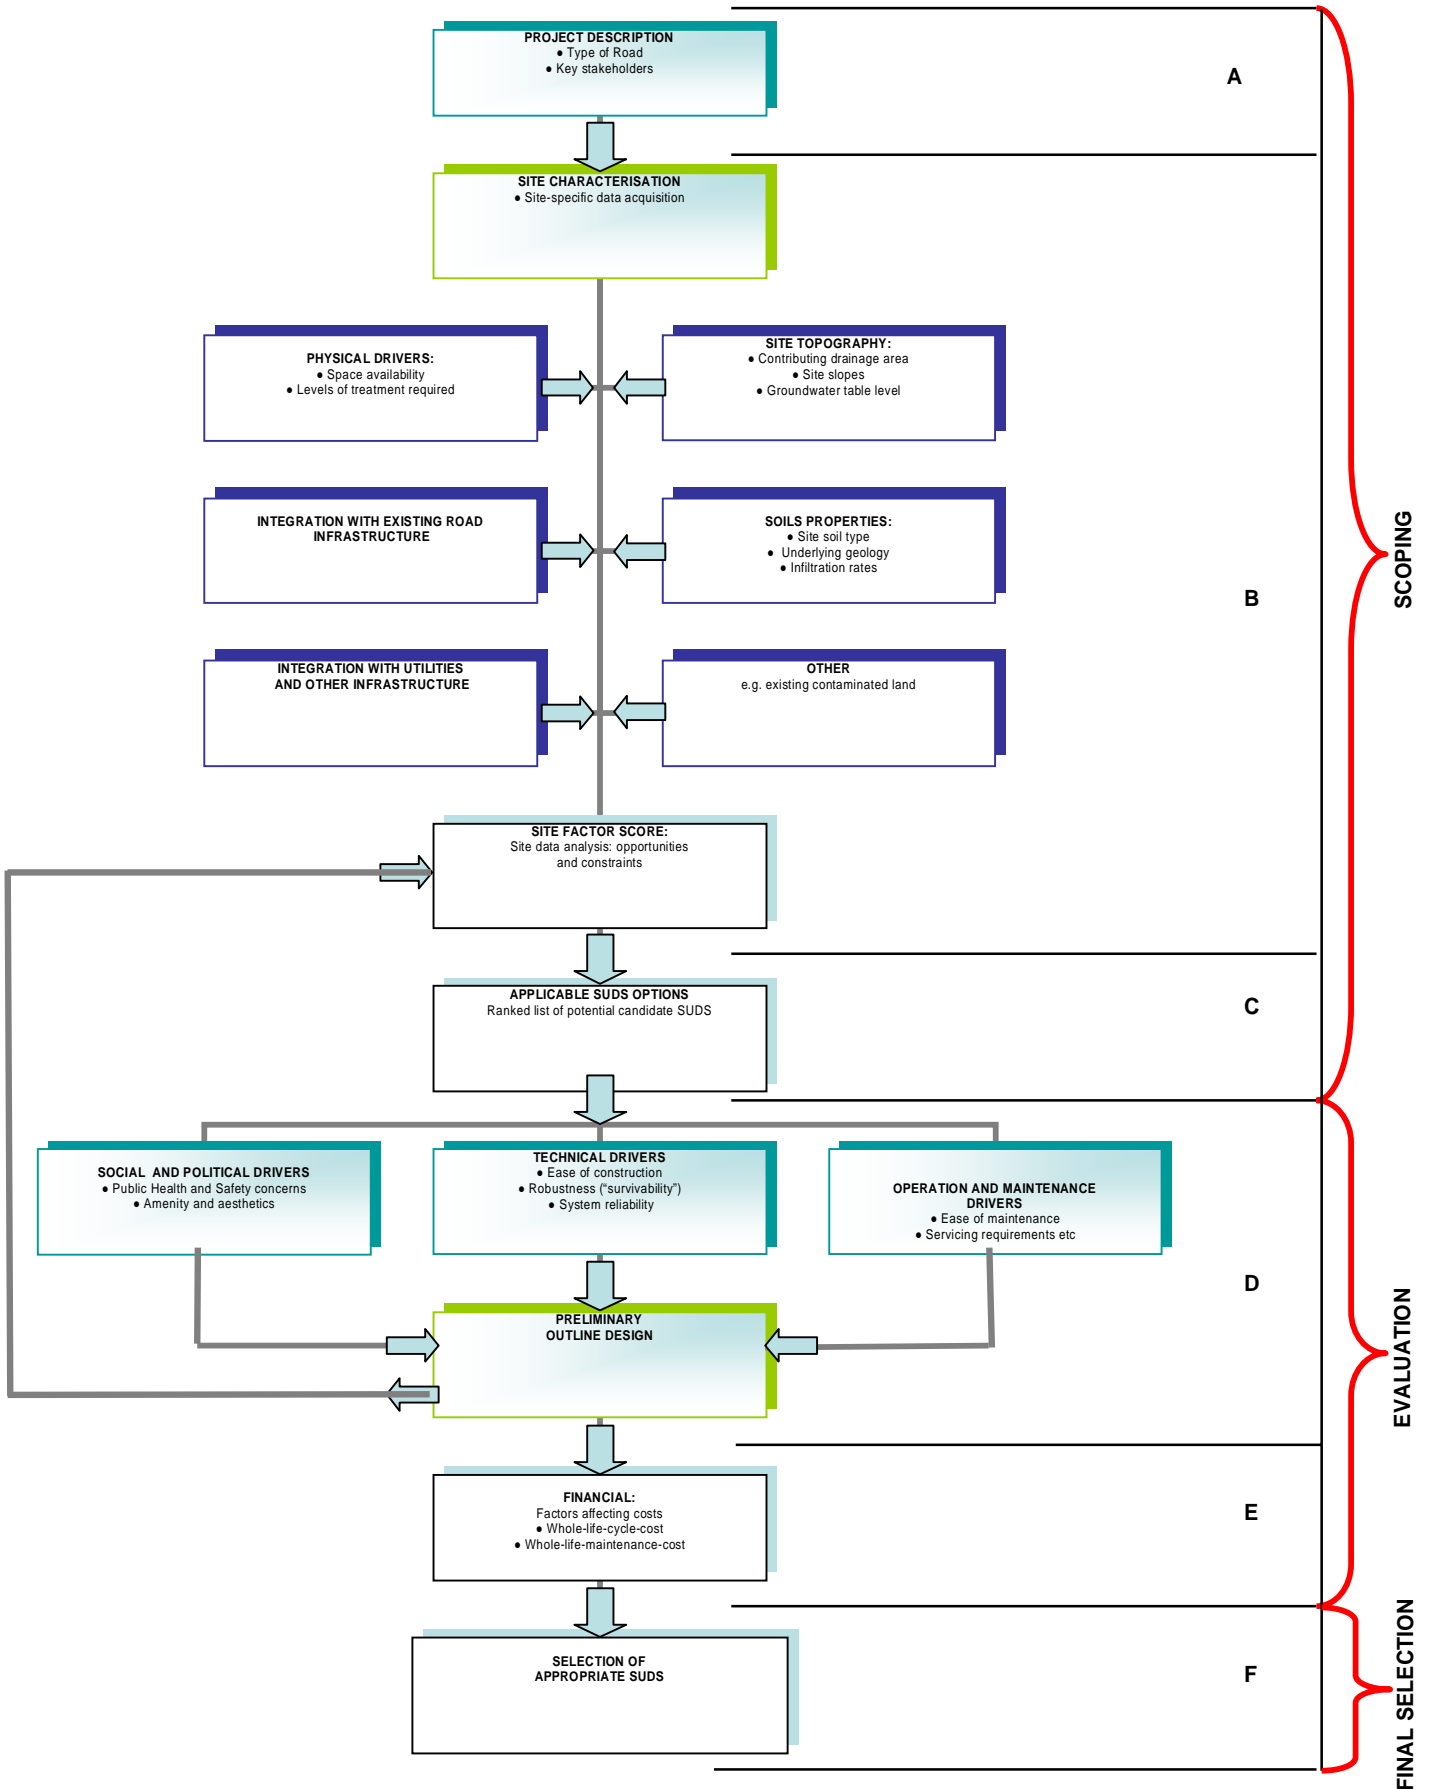 PROJECT DESCRIPTION
● Type of Road
● Key stakeholders
A
SITE CHARACTERISATION
● Site-specific data acquisition
PHYSICAL DRIVERS:
● Space availability
● Levels of treatment required
SITE TOPOGRAPHY:
● Contributing drainage area
● Site slopes
● Groundwater table level
INTEGRATION WITH EXISTING ROAD
INFRASTRUCTURE
SOILS PROPERTIES:
● Site soil type
● Underlying geology
● Infiltration rates
B
SCOPING
INTEGRATION WITH UTILITIES
AND OTHER INFRASTRUCTURE
OTHER
e.g. existing contaminated land
SITE FACTOR SCORE:
Site data analysis: opportunities
and constraints
APPLICABLE SUDS OPTIONS
Ranked list of potential candidate SUDS
C
SOCIAL AND POLITICAL DRIVERS
● Public Health and Safety concerns
● Amenity and aesthetics
TECHNICAL DRIVERS
● Ease of construction
● Robustness (“survivability”)
● System reliability
OPERATION AND MAINTENANCE
DRIVERS
● Ease of maintenance
● Servicing requirements etc
D
PRELIMINARY
OUTLINE DESIGN
EVALUATION
FINANCIAL:
Factors affecting costs
● Whole-life-cycle-cost
● Whole-life-maintenance-cost
E
SELECTION OF
APPROPRIATE SUDS
F
FINAL SELECTION